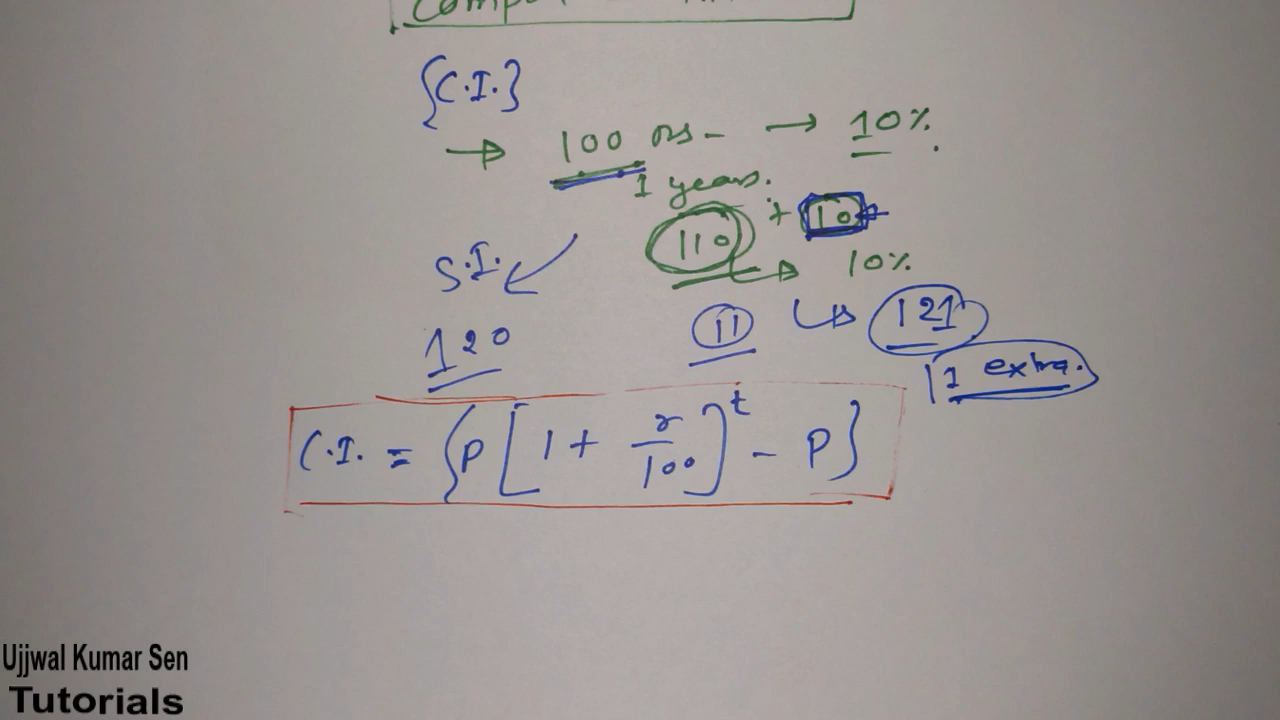 {C.I.}
→ 100 rs - → 10%.
1 years.
110 + 10
S.I. 10%
120 11 121
1 extra.
C.I. = {P[1 + r/100]^t - P}
Ujjwal Kumar Sen
Tutorials